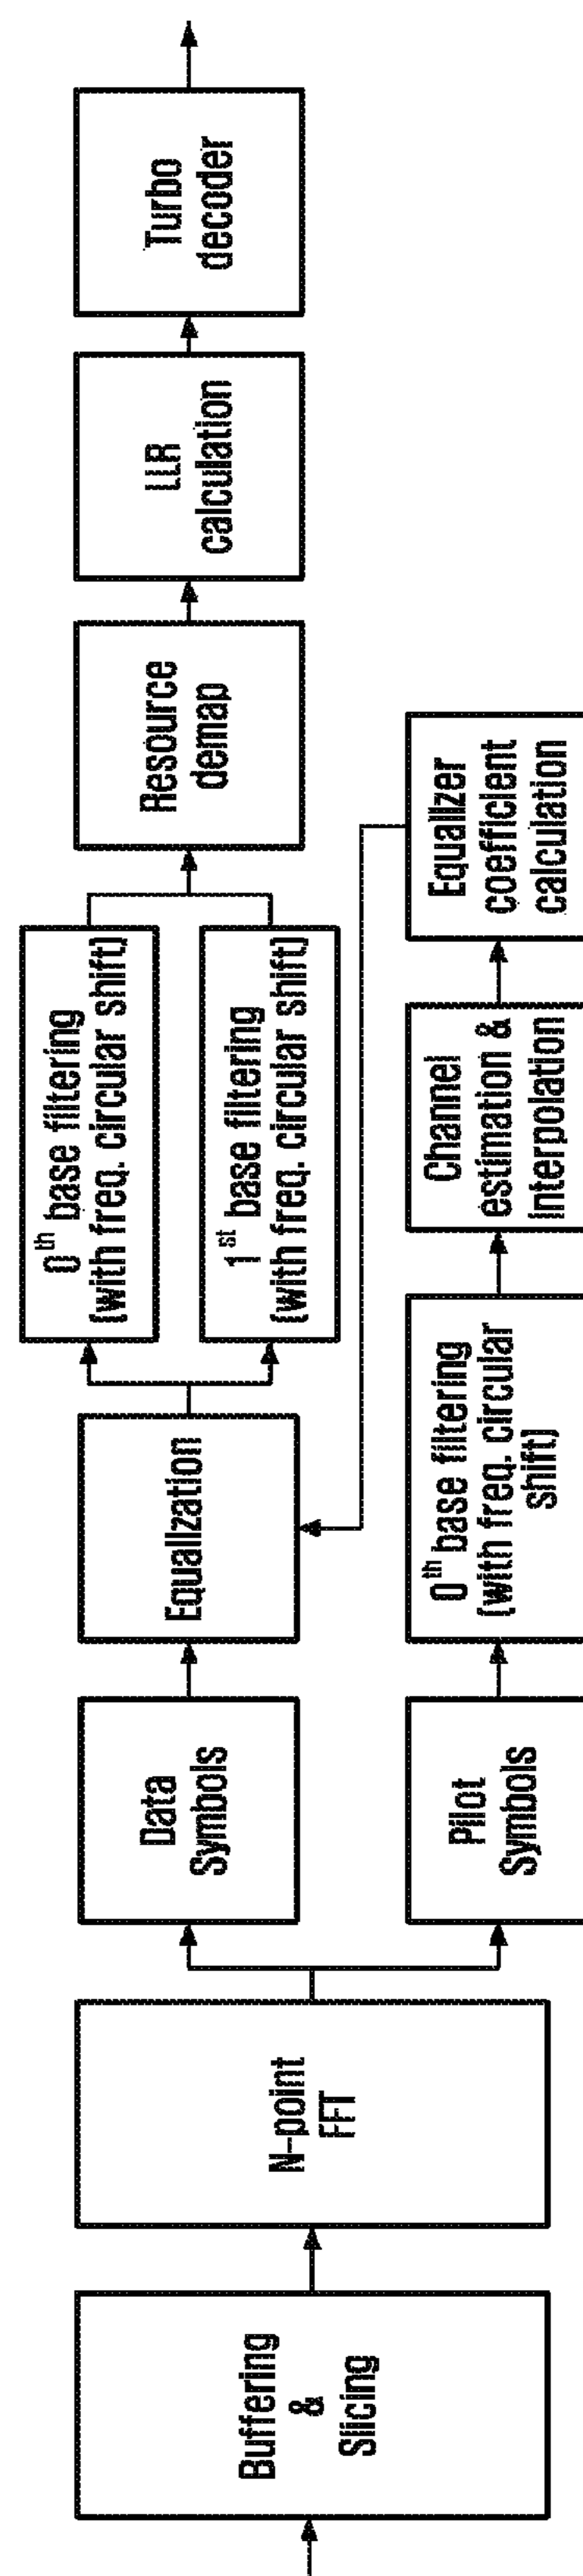 Buffering
&
Slicing
N-point
FFT
Data
Symbols
Equalization
0th base filtering
(with freq. circular shift)
1st base filtering
(with freq. circular shift)
Resource
demap
LLR
calculation
Turbo
decoder
Pilot
Symbols
0th base filtering
(with freq. circular
shift)
Channel
estimation &
interpolation
Equalizer
coefficient
calculation